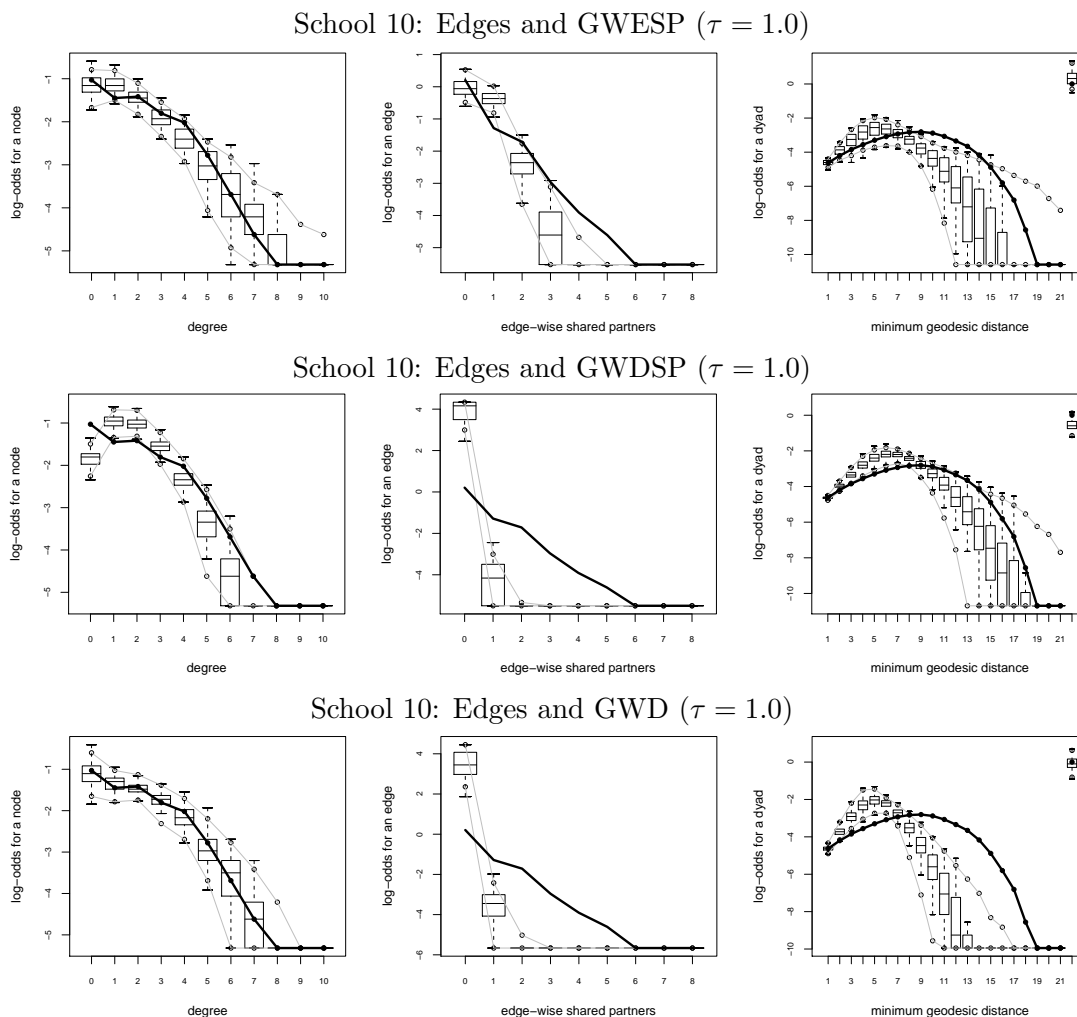 School 10: Edges and GWESP (τ = 1.0)
log−odds for a node
−1
−2
−3
−4
−5
0 1 2 3 4 5 6 7 8 9 10
degree
log−odds for an edge
1
0
−1
−2
−3
−4
−5
0 1 2 3 4 5 6 7 8
edge−wise shared partners
log−odds for a dyad
0
−2
−4
−6
−8
−10
1 3 5 7 9 11 13 15 17 19 21
minimum geodesic distance
School 10: Edges and GWDSP (τ = 1.0)
log−odds for a node
−1
−2
−3
−4
−5
0 1 2 3 4 5 6 7 8 9 10
degree
log−odds for an edge
4
2
0
−2
−4
0 1 2 3 4 5 6 7 8
edge−wise shared partners
log−odds for a dyad
0
−2
−4
−6
−8
−10
1 3 5 7 9 11 13 15 17 19 21
minimum geodesic distance
School 10: Edges and GWD (τ = 1.0)
log−odds for a node
−1
−2
−3
−4
−5
0 1 2 3 4 5 6 7 8 9 10
degree
log−odds for an edge
4
2
0
−2
−4
−6
0 1 2 3 4 5 6 7 8
edge−wise shared partners
log−odds for a dyad
0
−2
−4
−6
−8
−10
1 3 5 7 9 11 13 15 17 19 21
minimum geodesic distance